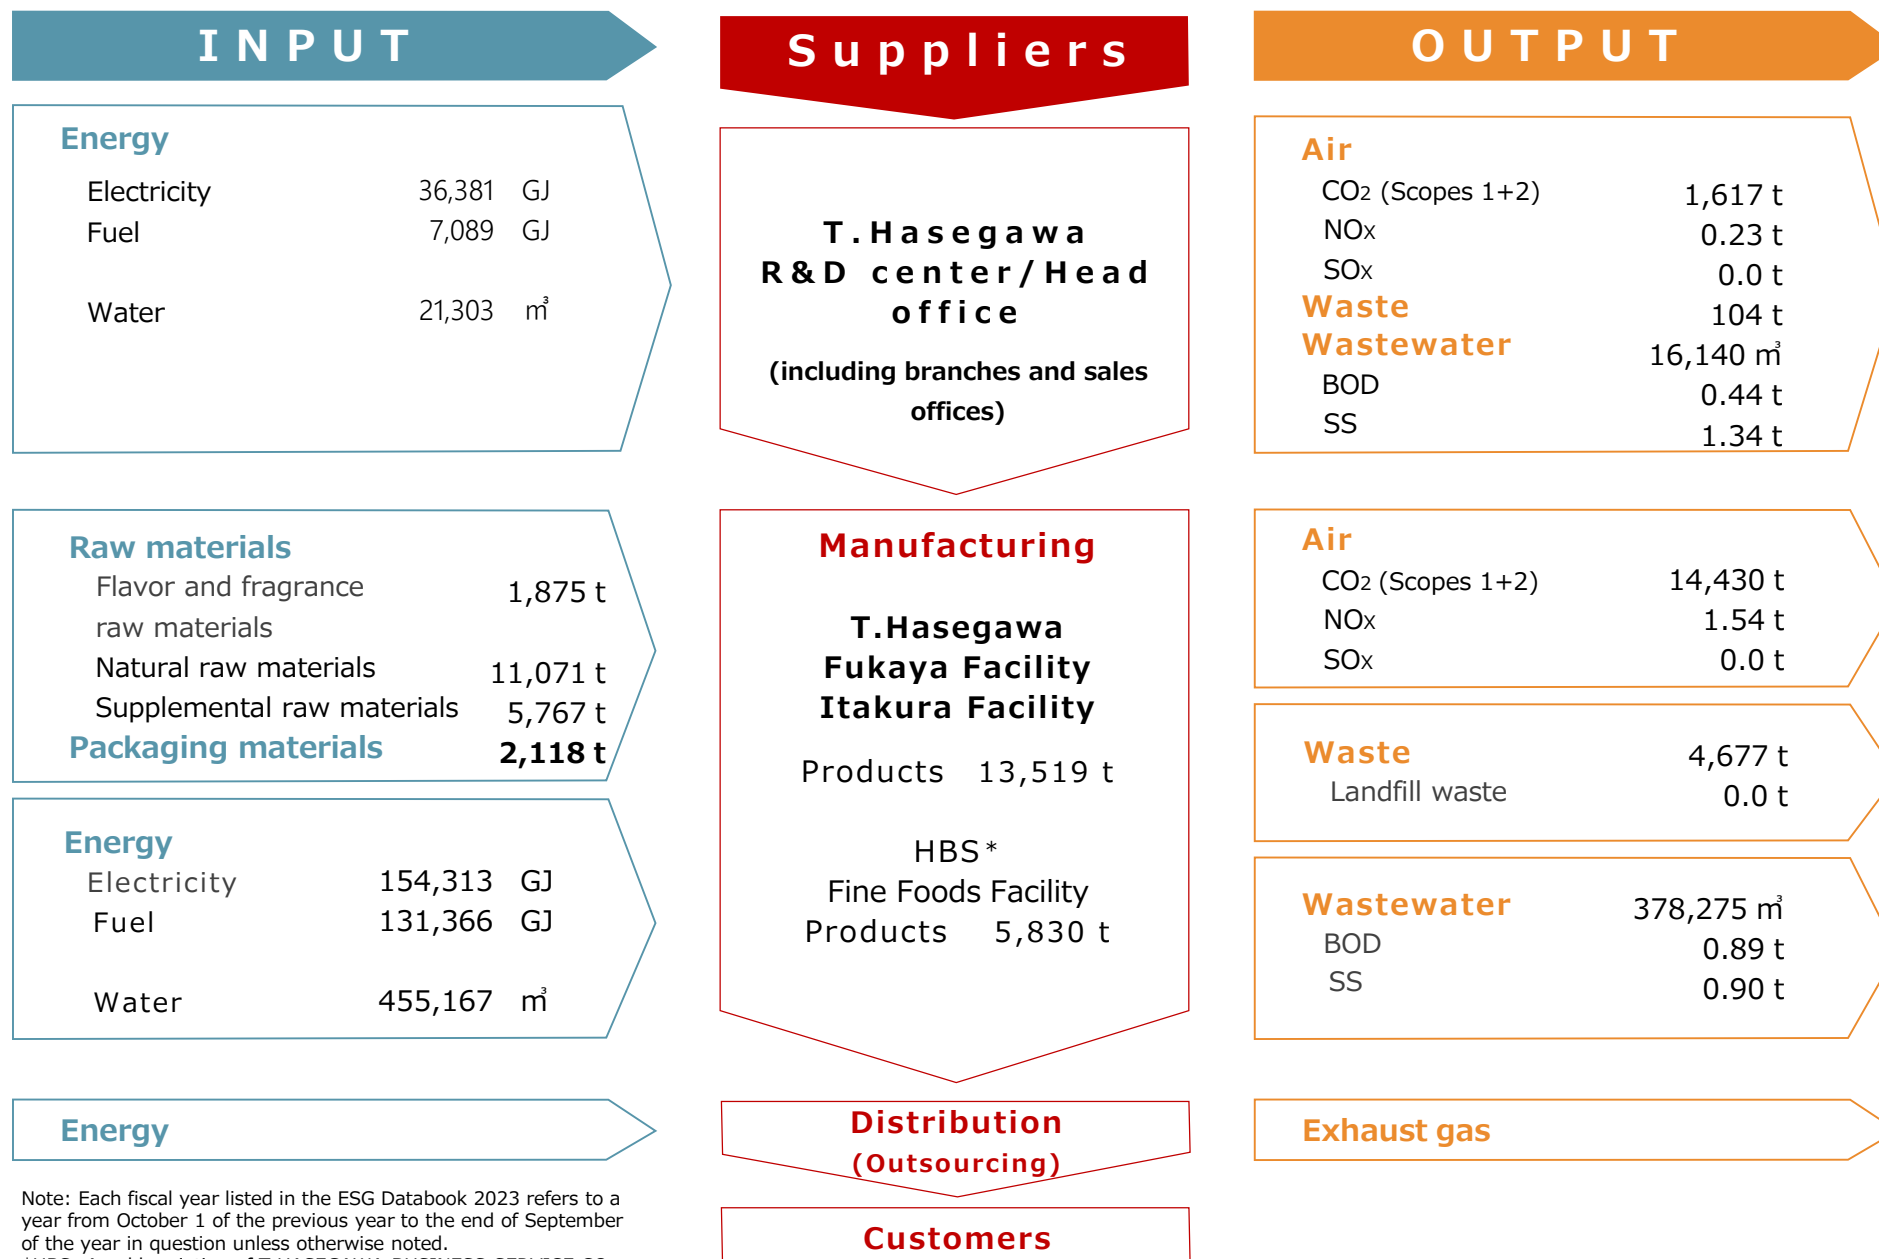 INPUT
Suppliers
OUTPUT
Energy
Electricity 36,381 GJ
Fuel 7,089 GJ
Water 21,303 ㎥
T.Hasegawa
R&D center/Head
office
(including branches and sales
offices)
Air
CO2 (Scopes 1+2) 1,617 t
NOX 0.23 t
SOX 0.0 t
Waste 104 t
Wastewater 16,140 ㎥
BOD 0.44 t
SS 1.34 t
Raw materials
Flavor and fragrance 1,875 t
raw materials
Natural raw materials 11,071 t
Supplemental raw materials 5,767 t
Packaging materials 2,118 t
Energy
Electricity 154,313 GJ
Fuel 131,366 GJ
Water 455,167 ㎥
Manufacturing
T.Hasegawa
Fukaya Facility
Itakura Facility
Products 13,519 t
HBS*
Fine Foods Facility
Products 5,830 t
Air
CO2 (Scopes 1+2) 14,430 t
NOX 1.54 t
SOX 0.0 t
Waste 4,677 t
Landfill waste 0.0 t
Wastewater 378,275 ㎥
BOD 0.89 t
SS 0.90 t
Energy
Distribution
(Outsourcing)
Exhaust gas
Customers
Note: Each fiscal year listed in the ESG Databook 2023 refers to a
year from October 1 of the previous year to the end of September
of the year in question unless otherwise noted.